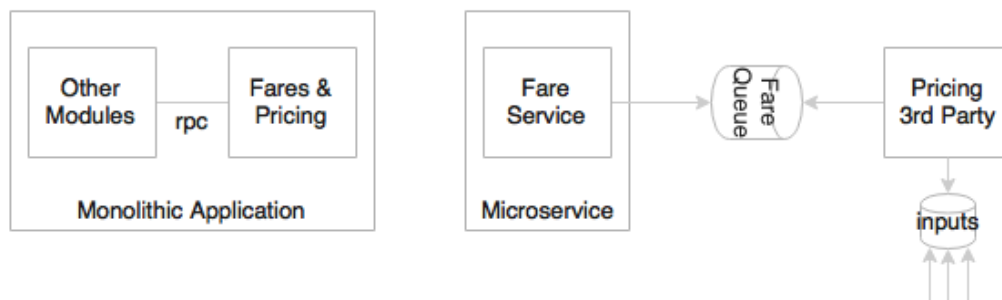 Other
Modules
rpc
Fares &
Pricing
Monolithic Application
Fare
Service
Microservice
Fare
Queue
Pricing
3rd Party
inputs